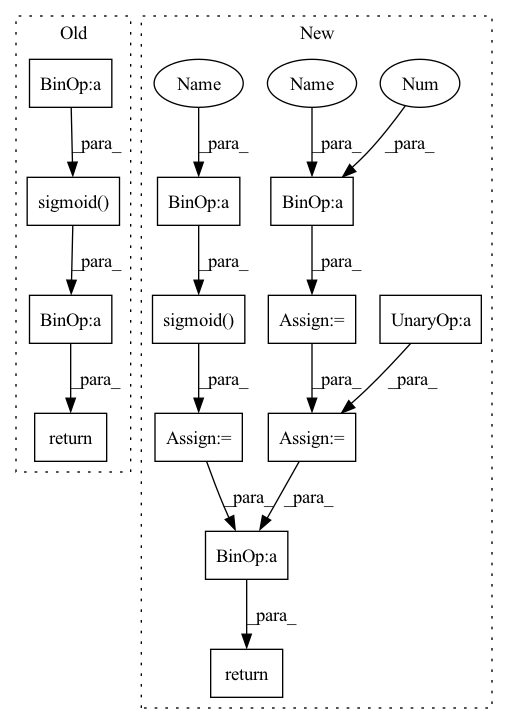 Old
New
BinOp:a
Name
Name
Num
_para_
_para_
_para_
_para_
sigmoid()
BinOp:a
BinOp:a
_para_
_para_
_para_
BinOp:a
sigmoid()
Assign:=
UnaryOp:a
_para_
_para_
_para_
_para_
return
Assign:=
Assign:=
_para_
_para_
BinOp:a
_para_
return